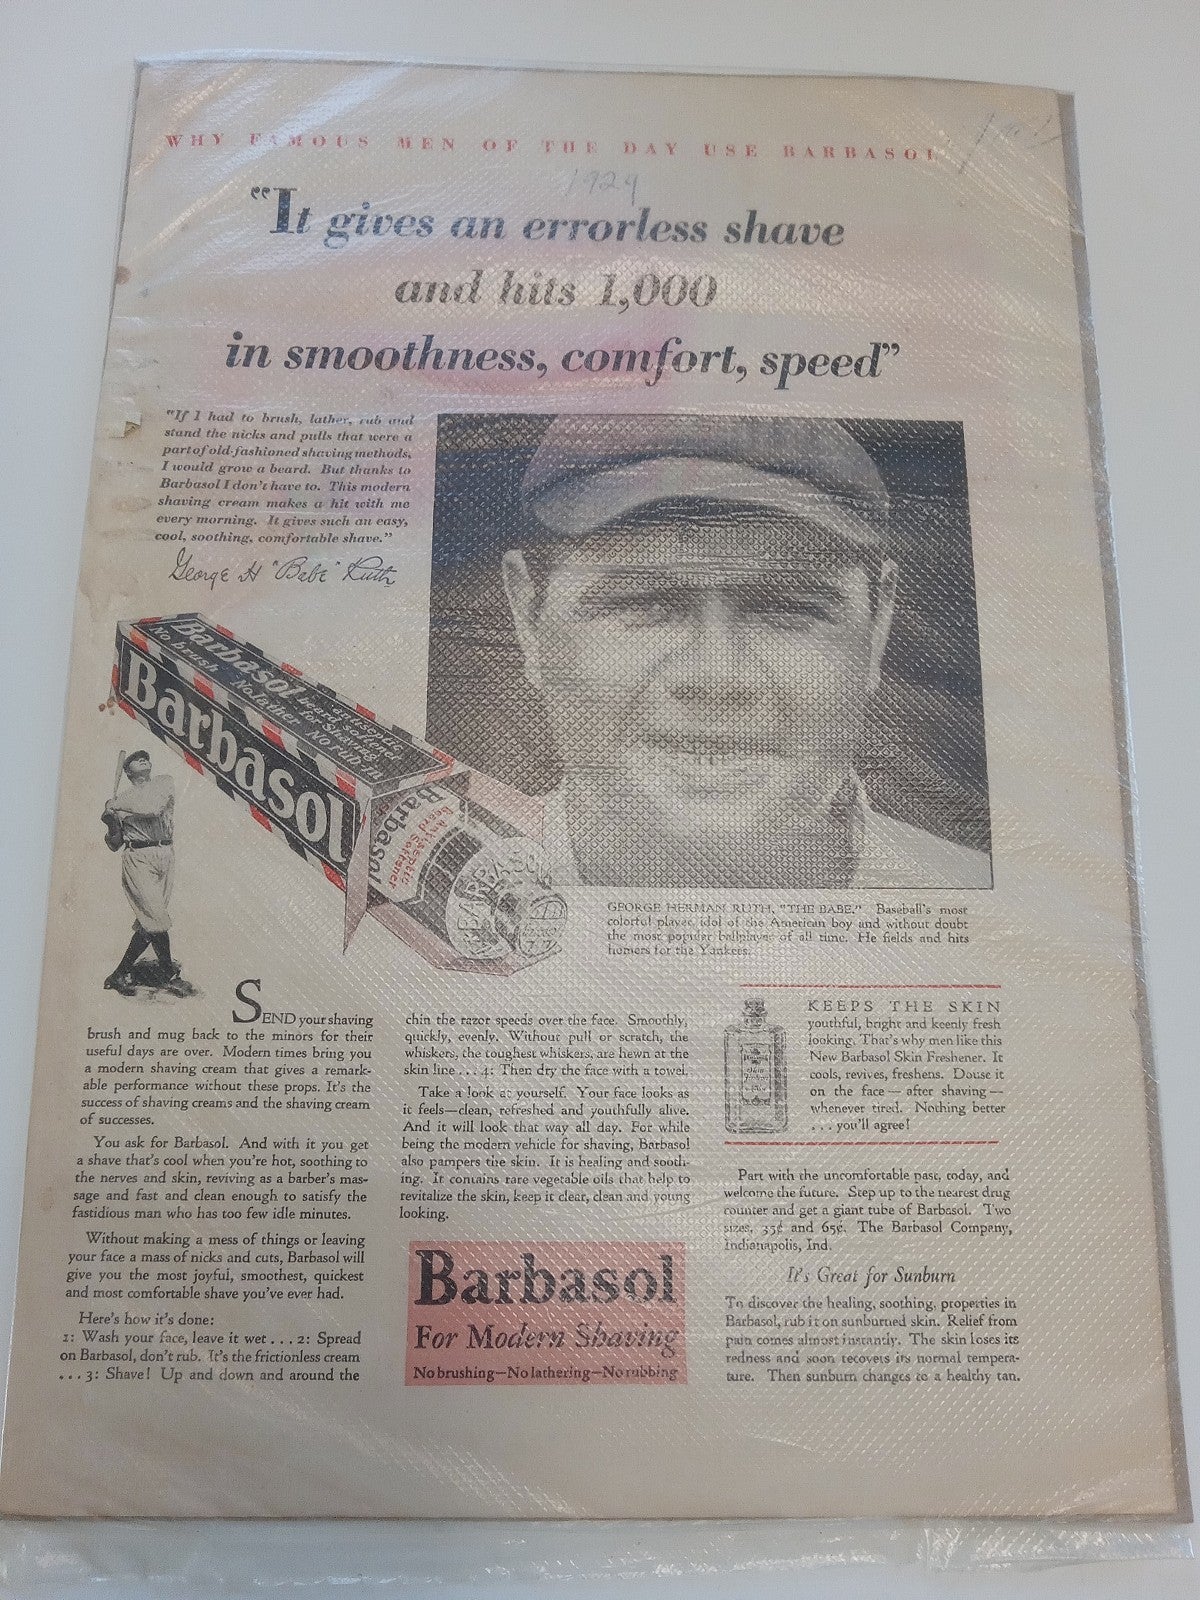 WHY FAMOUS MEN OF THE DAY USE BARBASOL
1929
"It gives an errorless shave
and hits 1,000
in smoothness, comfort, speed"
"If I had to brush, lather, rub and
stand the nicks and pulls that were a
part of old-fashioned shaving methods,
I would grow a beard. But thanks to
Barbasol I don't have to. This modern
shaving cream makes a hit with me
every morning. It gives such an easy,
cool, soothing, comfortable shave."
George H "Babe" Ruth
Barbasol
No brush No lather No rub-in
antiseptic
beard softener
for Shaving
Barbasol
Barbasol
Antiseptic
Beard Softener
GEORGE HERMAN RUTH, "THE BABE." Baseball's most
colorful player, idol of the American boy and without doubt
the most popular ballplayer of all time. He fields and hits
homers for the Yankees.
SEND your shaving
brush and mug back to the minors for their
useful days are over. Modern times bring you
a modern shaving cream that gives a remark-
able performance without these props. It's the
success of shaving creams and the shaving cream
of successes.
You ask for Barbasol. And with it you get
a shave that's cool when you're hot, soothing to
the nerves and skin, reviving as a barber's mas-
sage and fast and clean enough to satisfy the
fastidious man who has too few idle minutes.
Without making a mess of things or leaving
your face a mass of nicks and cuts, Barbasol will
give you the most joyful, smoothest, quickest
and most comfortable shave you've ever had.
Here's how it's done:
1: Wash your face, leave it wet . . . 2: Spread
on Barbasol, don't rub. It's the frictionless cream
. . . 3: Shave! Up and down and around the
chin the razor speeds over the face. Smoothly,
quickly, evenly. Without pull or scratch, the
whiskers, the toughest whiskers, are hewn at the
skin line . . . 4: Then dry the face with a towel.
Take a look at yourself. Your face looks as
it feels—clean, refreshed and youthfully alive.
And it will look that way all day. For while
being the modern vehicle for shaving, Barbasol
also pampers the skin. It is healing and sooth-
ing. It contains rare vegetable oils that help to
revitalize the skin, keep it clear, clean and young
looking.
Barbasol
For Modern Shaving
No brushing—No lathering—No rubbing
KEEPS THE SKIN
youthful, bright and keenly fresh
looking. That's why men like this
New Barbasol Skin Freshener. It
cools, revives, freshens. Douse it
on the face — after shaving —
whenever tired. Nothing better
. . . you'll agree!
Part with the uncomfortable past, today, and
welcome the future. Step up to the nearest drug
counter and get a giant tube of Barbasol. Two
sizes, 35¢ and 65¢. The Barbasol Company,
Indianapolis, Ind.
It's Great for Sunburn
To discover the healing, soothing, properties in
Barbasol, rub it on sunburned skin. Relief from
pain comes almost instantly. The skin loses its
redness and soon recovers its normal tempera-
ture. Then sunburn changes to a healthy tan.